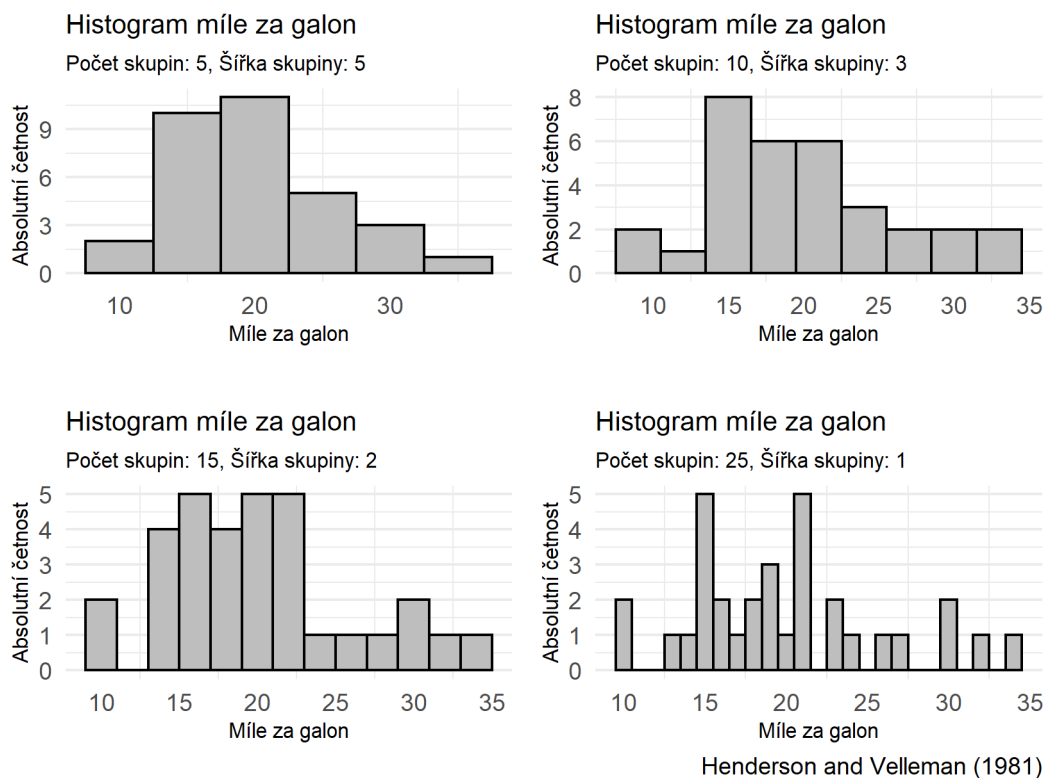 Histogram míle za galon
Počet skupin: 5, Šířka skupiny: 5
Absolutní četnost
9
6
3
0
10 20 30
Míle za galon
Histogram míle za galon
Počet skupin: 10, Šířka skupiny: 3
Absolutní četnost
8
6
4
2
0
10 15 20 25 35
Míle za galon
Histogram míle za galon
Počet skupin: 15, Šířka skupiny: 2
Absolutní četnost
5
4
3
2
1
0
10 15 20 25 30 35
Míle za galon
Histogram míle za galon
Počet skupin: 25, Šířka skupiny: 1
Absolutní četnost
5
4
3
2
1
0
10 15 20 25 30 35
Míle za galon
Henderson and Velleman (1981)